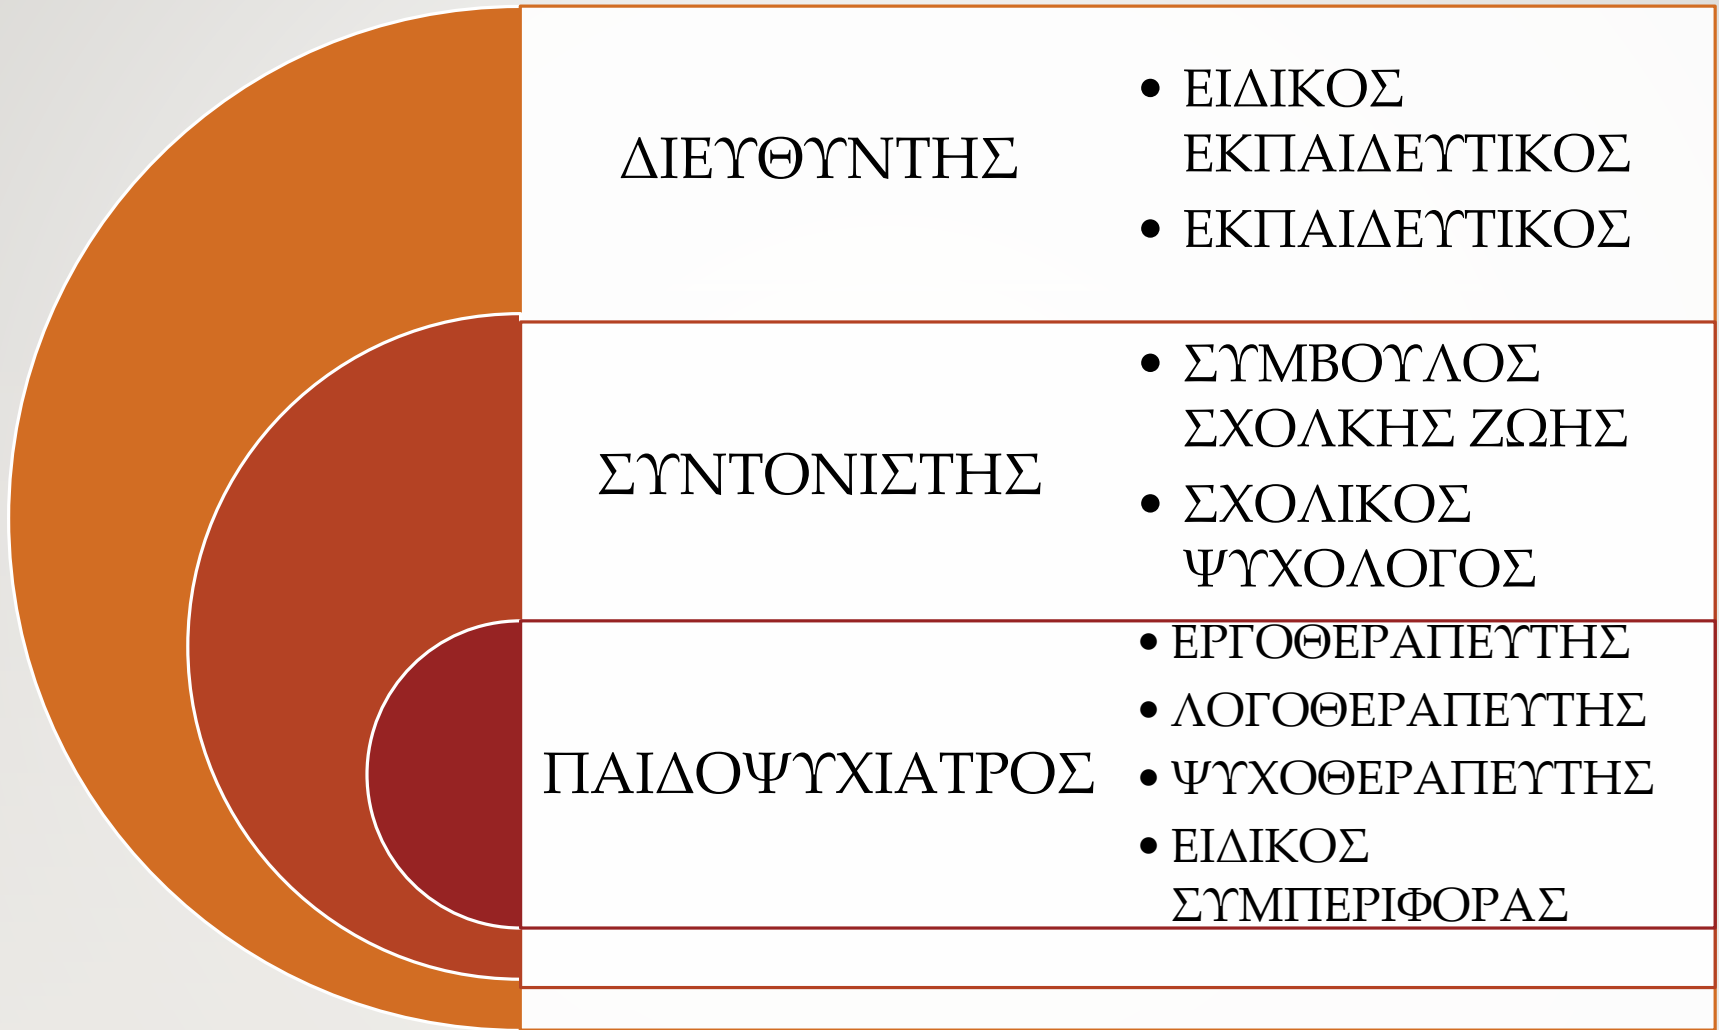 ΔΙΕΥΘΥΝΤΗΣ
• ΕΙΔΙΚΟΣ
ΕΚΠΑΙΔΕΥΤΙΚΟΣ
• ΕΚΠΑΙΔΕΥΤΙΚΟΣ
ΣΥΝΤΟΝΙΣΤΗΣ
• ΣΥΜΒΟΥΛΟΣ
ΣΧΟΛΚΗΣ ΖΩΗΣ
• ΣΧΟΛΙΚΟΣ
ΨΥΧΟΛΟΓΟΣ
ΠΑΙΔΟΨΥΧΙΑΤΡΟΣ
• ΕΡΓΟΘΕΡΑΠΕΥΤΗΣ
• ΛΟΓΟΘΕΡΑΠΕΥΤΗΣ
• ΨΥΧΟΘΕΡΑΠΕΥΤΗΣ
• ΕΙΔΙΚΟΣ
ΣΥΜΠΕΡΙΦΟΡΑΣ